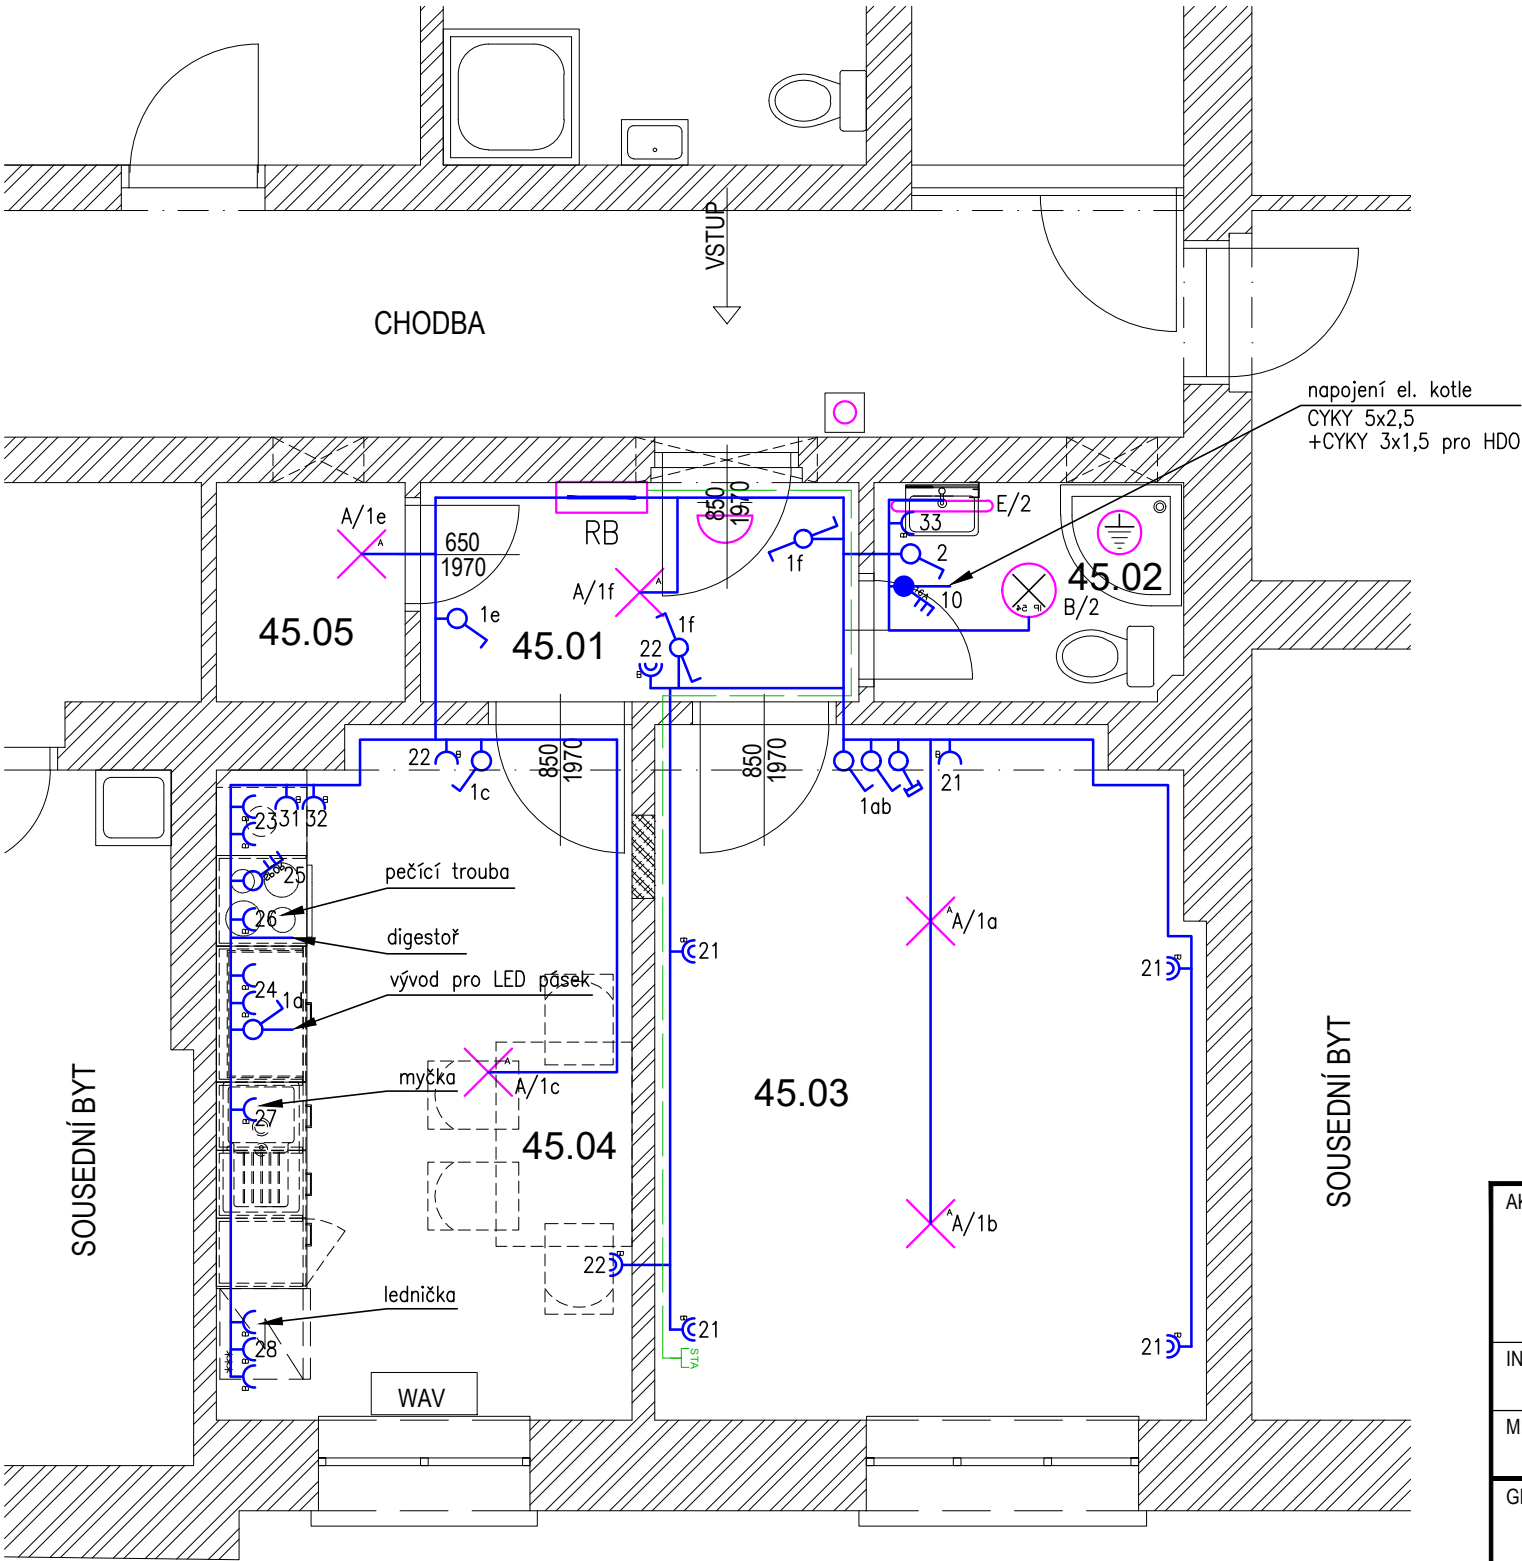 VSTUP
CHODBA
napojení el. kotle
CYKY 5x2,5
+CYKY 3x1,5 pro HDO
A/1e
650
1970
RB
850
1970
1f
E/2
33
2
10
45.02
B/2
IP 54
A/1f
1e
45.05
45.01
1f
22
22
1c
850
1970
850
1970
1ab
21
23
31
32
25
pečící trouba
26
digestoř
24
1d
vývod pro LED pásek
A/1a
21
21
myčka
27
A/1c
45.04
45.03
SOUSEDNÍ BYT
SOUSEDNÍ BYT
A/1b
22
lednička
28
***
21
STA
21
WAV